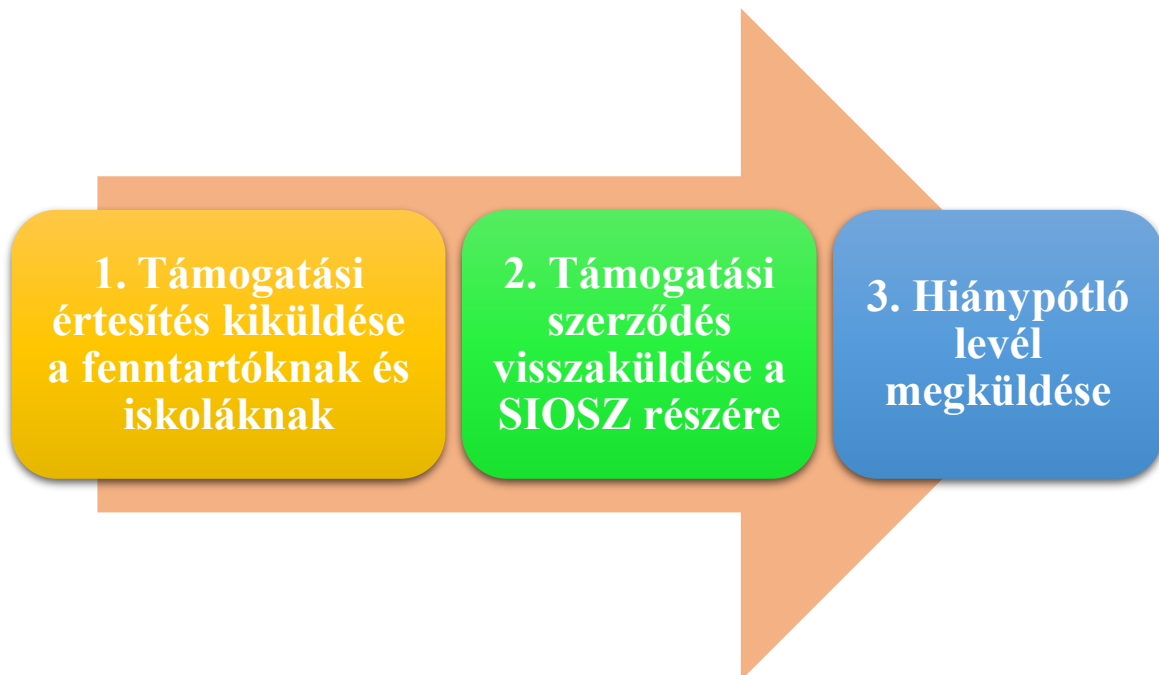 1. Támogatási
értesítés kiküldése
a fenntartóknak és
iskoláknak
2. Támogatási
szerződés
visszaküldése a
SIOSZ részére
3. Hiánypótló
levél
megküldése